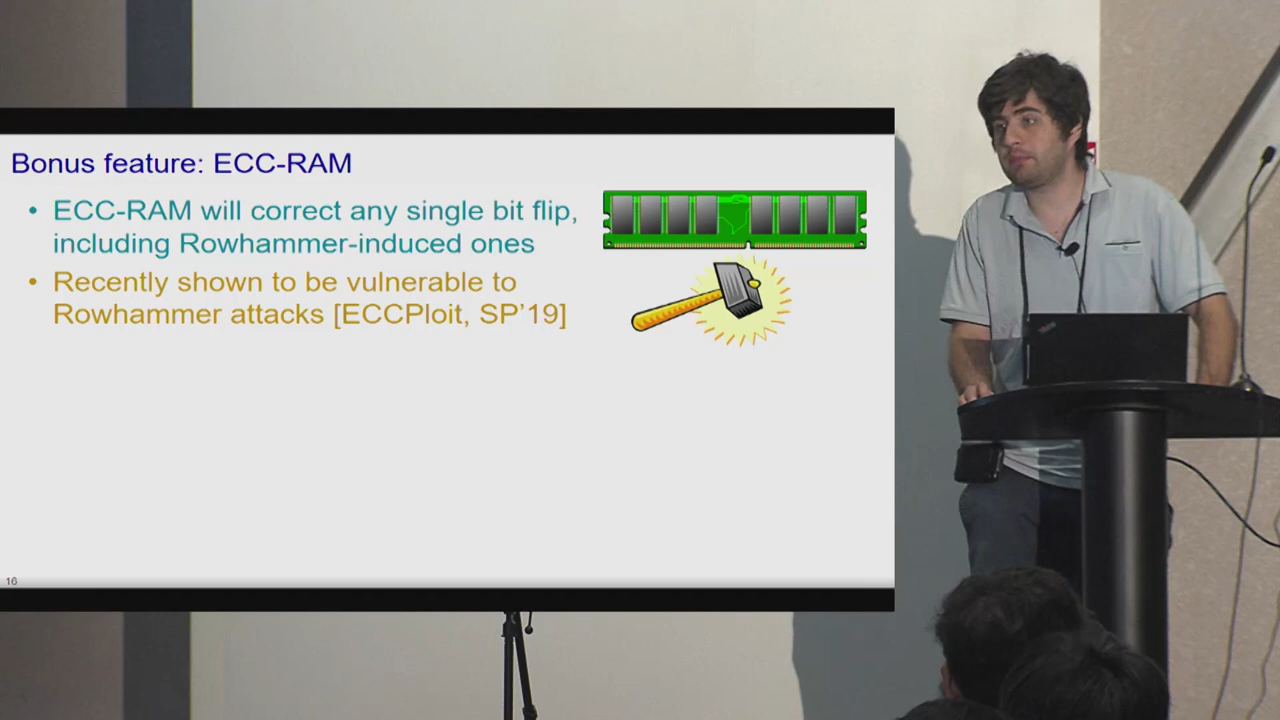 Bonus feature: ECC-RAM
• ECC-RAM will correct any single bit flip,
including Rowhammer-induced ones
• Recently shown to be vulnerable to
Rowhammer attacks [ECCPloit, SP’19]
16